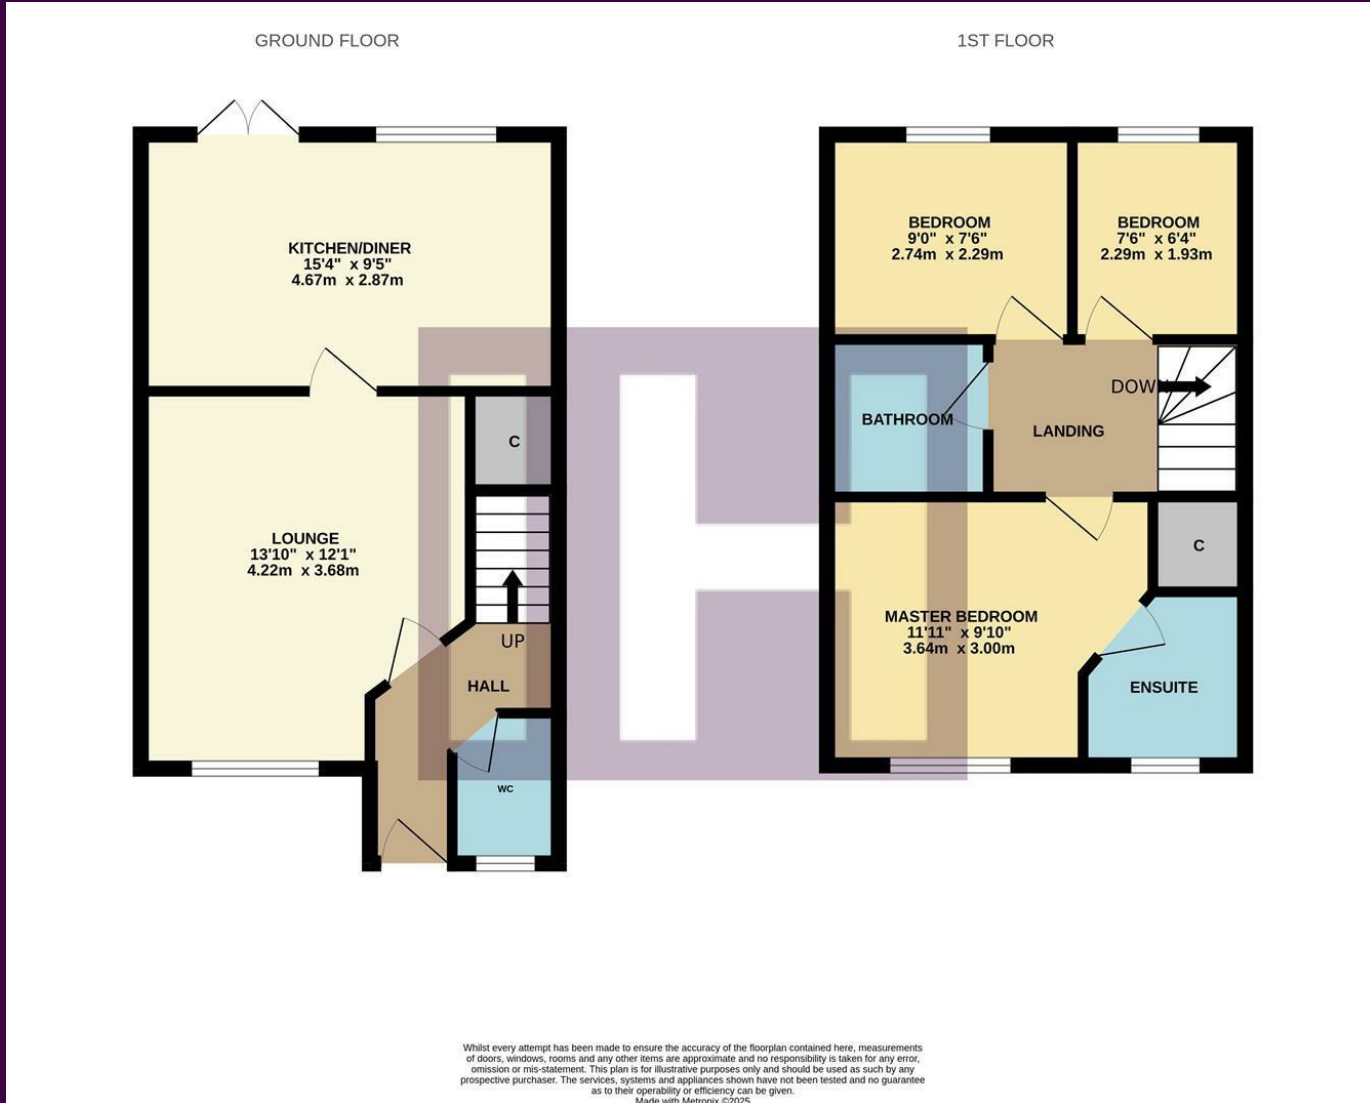 GROUND FLOOR
1ST FLOOR
KITCHEN/DINER
15'4" x 9'5"
4.67m x 2.87m
LOUNGE
13'10" x 12'1"
4.22m x 3.68m
C
UP
HALL
WC
BEDROOM
9'0" x 7'6"
2.74m x 2.29m
BEDROOM
7'6" x 6'4"
2.29m x 1.93m
BATHROOM
LANDING
DOW
C
MASTER BEDROOM
11'11" x 9'10"
3.64m x 3.00m
ENSUITE
Whilst every attempt has been made to ensure the accuracy of the floorplan contained here, measurements
of doors, windows, rooms and any other items are approximate and no responsibility is taken for any error,
omission or mis-statement. This plan is for illustrative purposes only and should be used as such by any
prospective purchaser. The services, systems and appliances shown have not been tested and no guarantee
as to their operability or efficiency can be given.
Made with Metropix ©2025